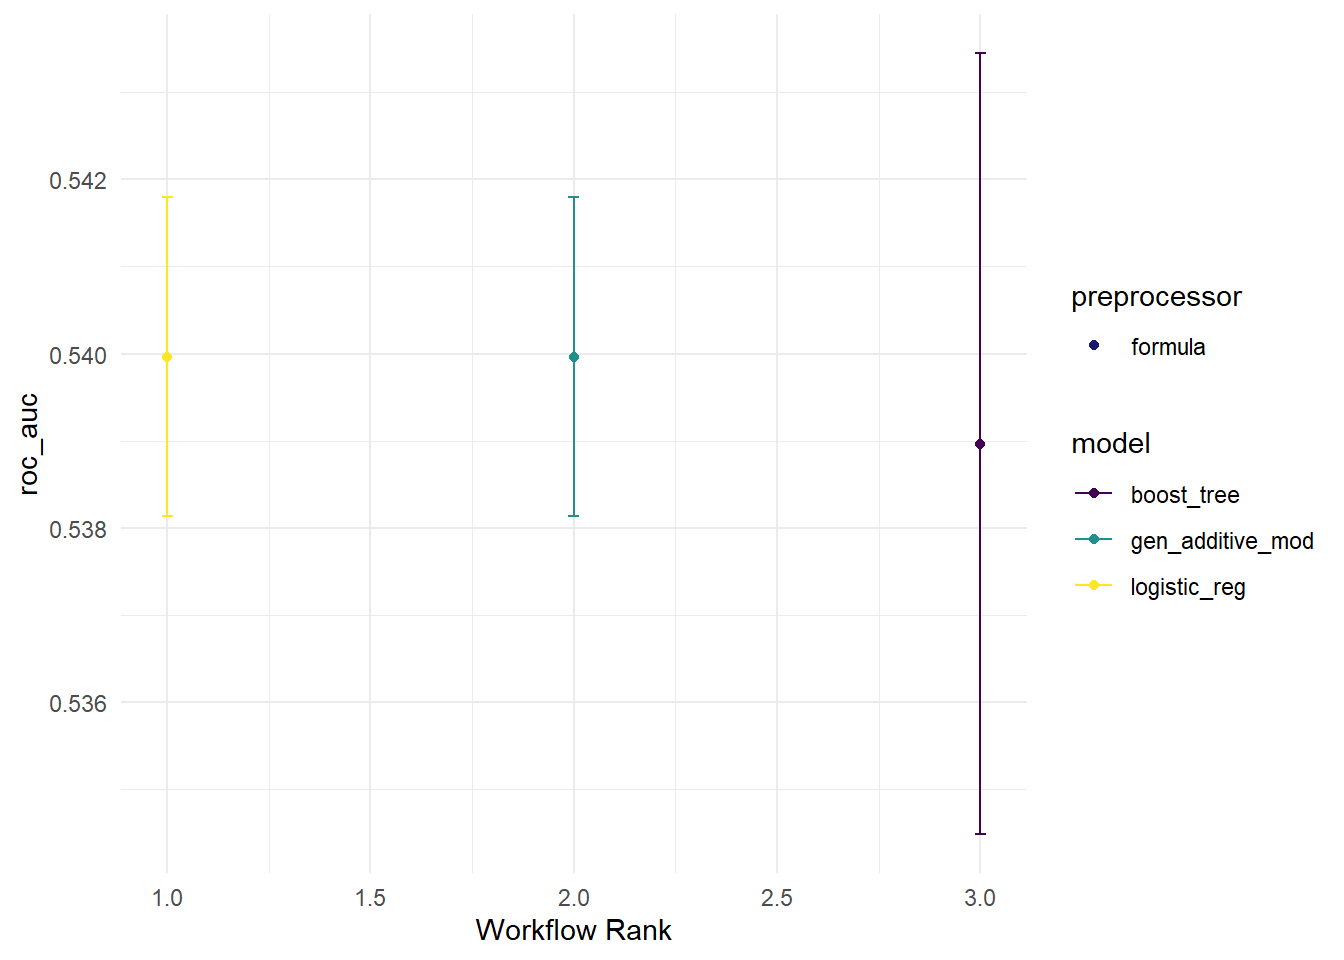 roc_auc
0.542
0.540
0.538
0.536
1.0
1.5
2.0
2.5
3.0
Workflow Rank
preprocessor
formula
model
boost_tree
gen_additive_mod
logistic_reg